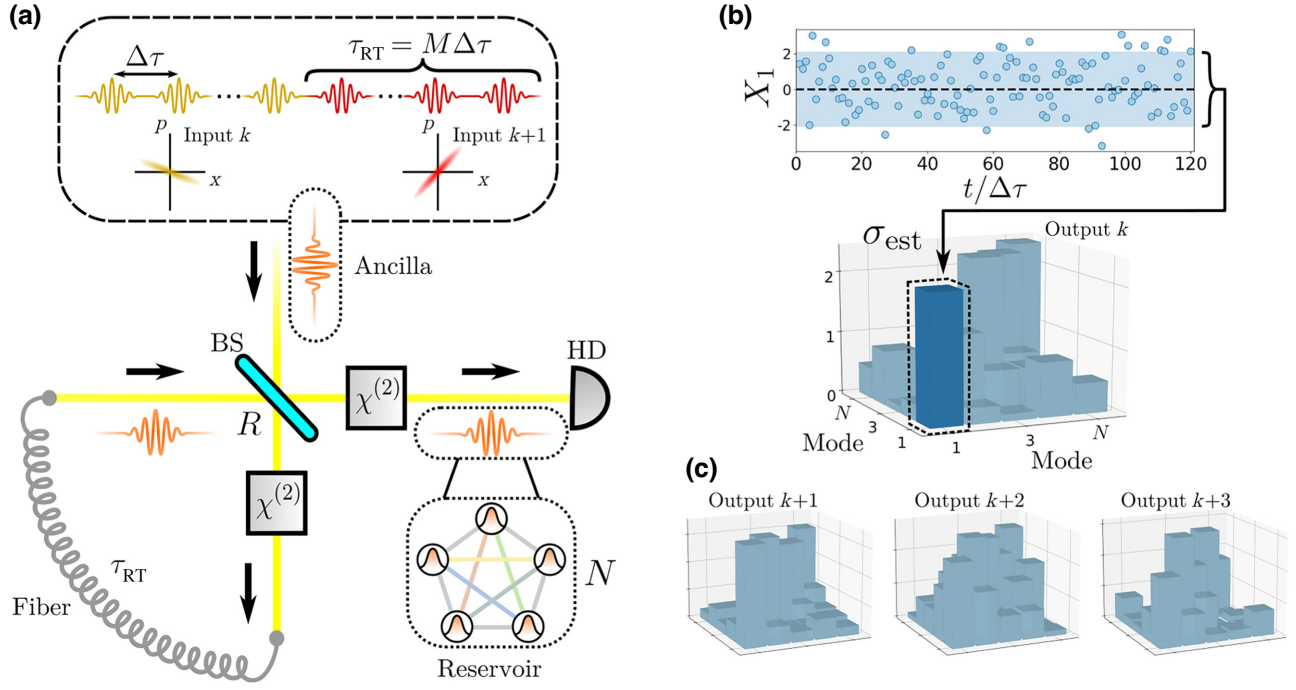 (a)
Δτ
τ_RT = MΔτ
p
Input k
x
p
Input k+1
x
Ancilla
BS
R
χ^(2)
HD
χ^(2)
τ_RT
Fiber
N
Reservoir
(b)
X₁
2
0
-2
0 20 40 60 80 100 120
t/Δτ
σ_est
Output k
2
1
0
N
3
1
Mode
1
3
N
Mode
(c)
Output k+1
Output k+2
Output k+3